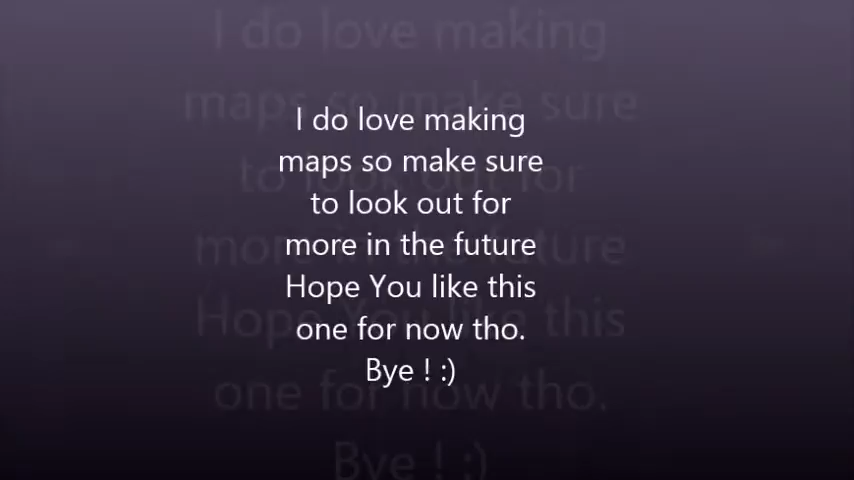 I do love making
maps so make sure
to look out for
more in the future
Hope You like this
one for now tho.
Bye ! :)